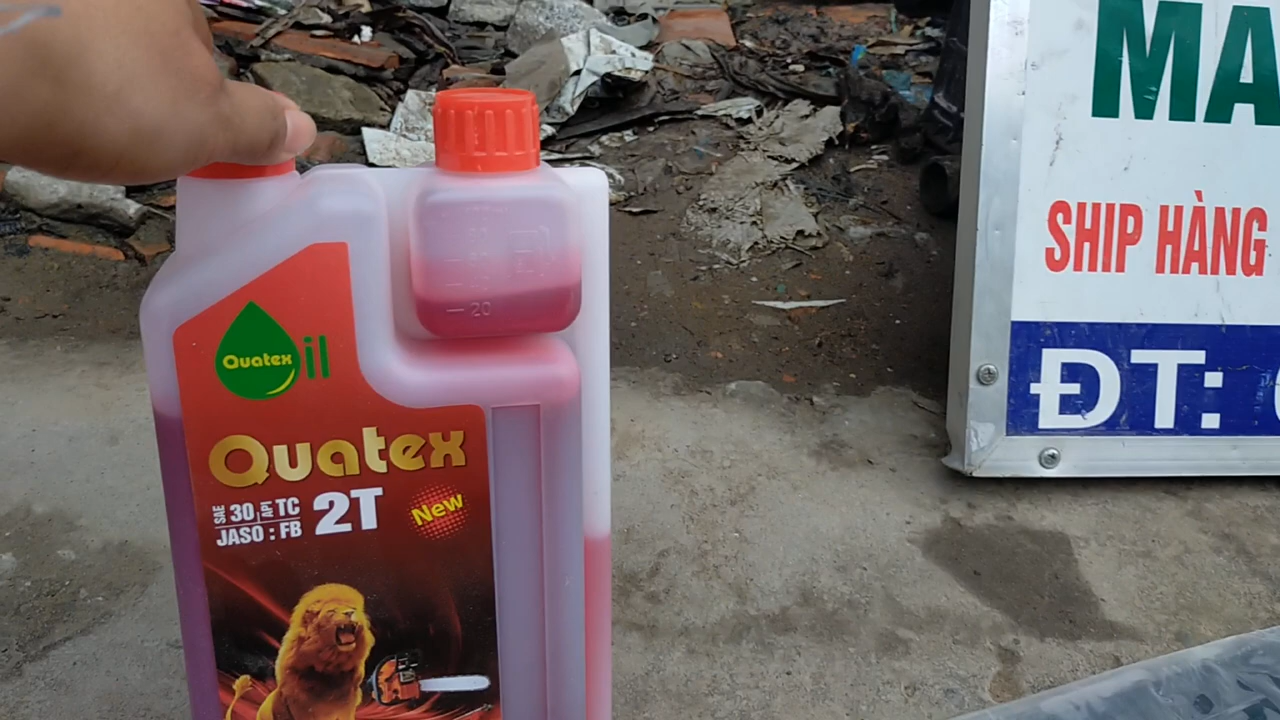 20
Quatex il
Quatex
SAE 30 API TC
JASO : FB
2T
New
MA
SHIP HÀNG
ĐT: